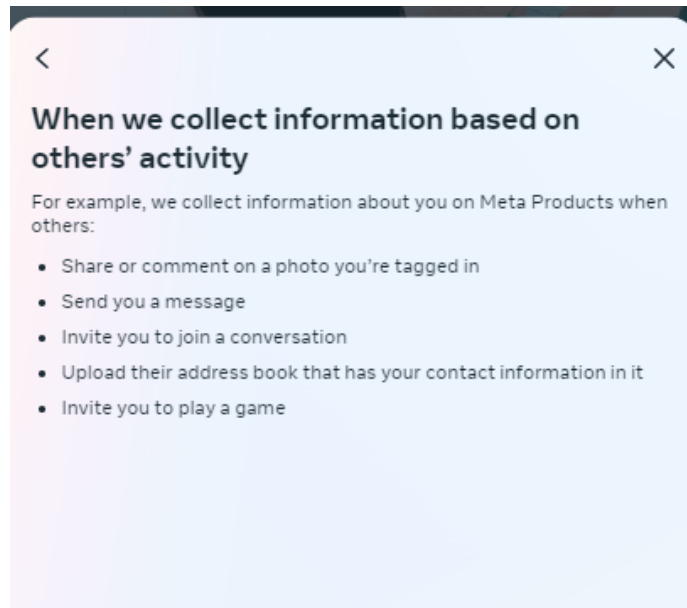 When we collect information based on
others’ activity
For example, we collect information about you on Meta Products when
others:
• Share or comment on a photo you’re tagged in
• Send you a message
• Invite you to join a conversation
• Upload their address book that has your contact information in it
• Invite you to play a game